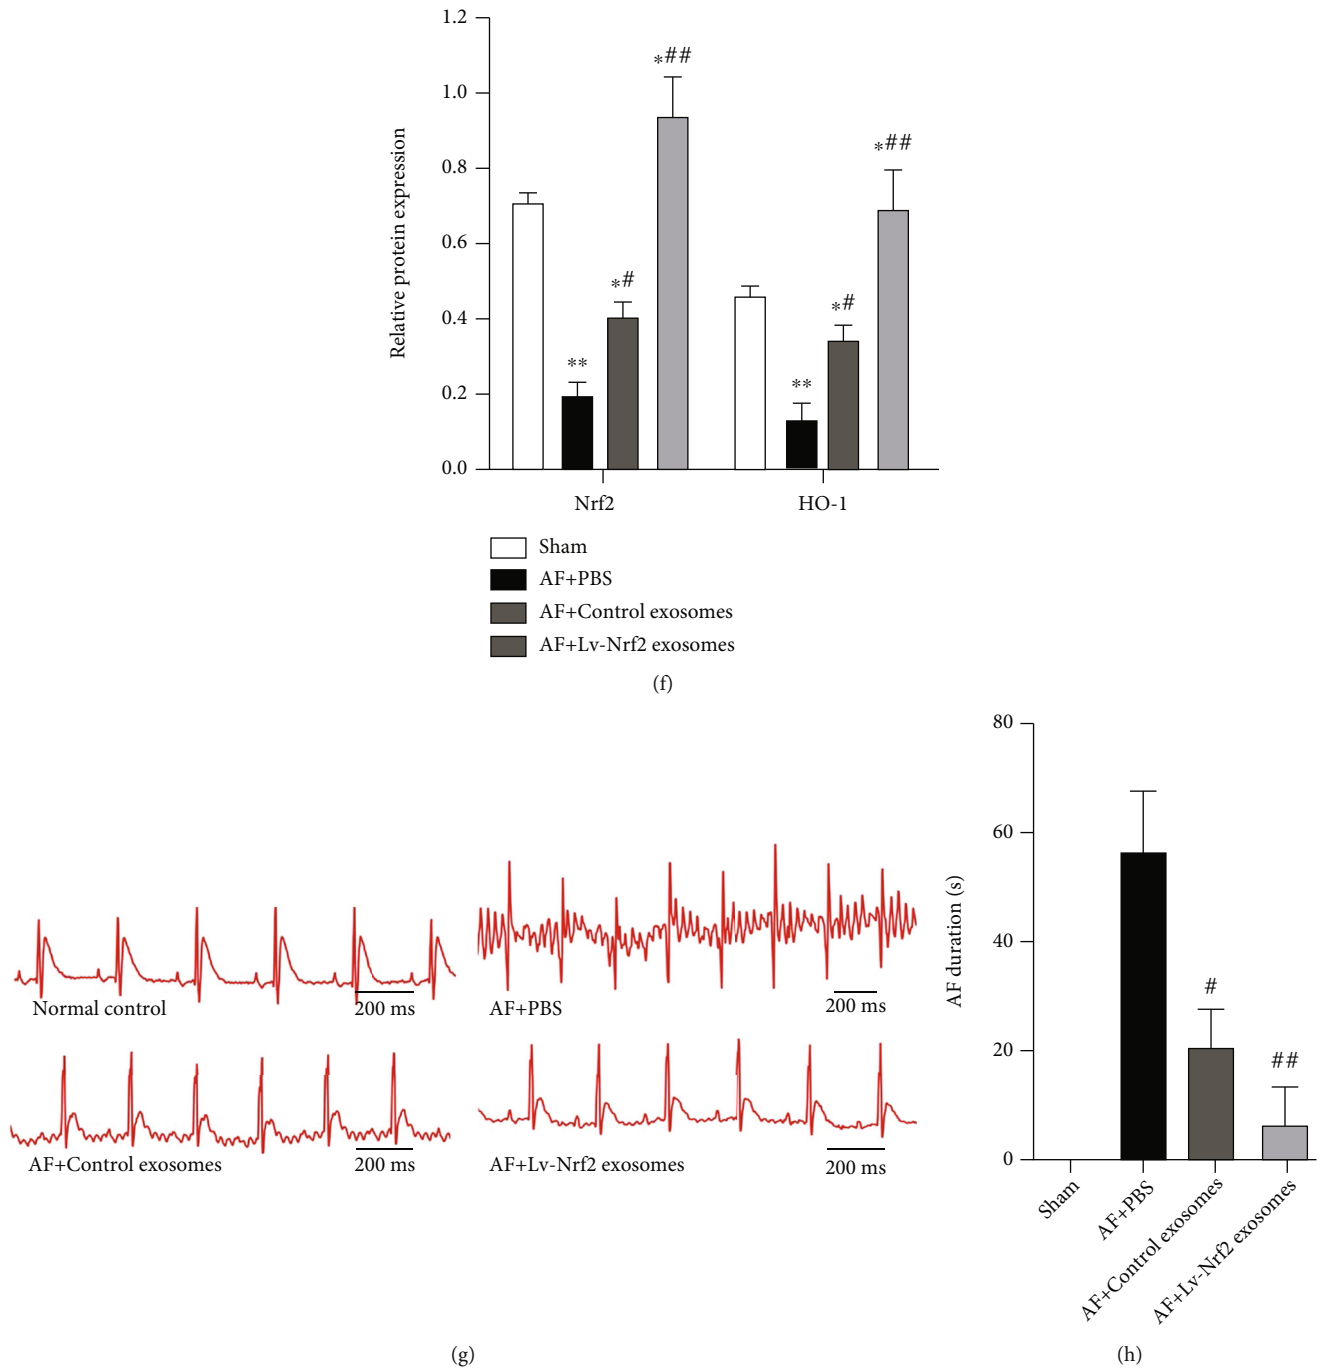 1.2
1.0
0.8
0.6
0.4
0.2
0.0
Relative protein expression
**
*#
*##
**
*#
*##
Nrf2
HO-1
Sham
AF+PBS
AF+Control exosomes
AF+Lv-Nrf2 exosomes
(f)
Normal control
200 ms
AF+PBS
200 ms
AF+Control exosomes
200 ms
AF+Lv-Nrf2 exosomes
200 ms
(g)
80
60
40
20
0
AF duration (s)
#
##
Sham
AF+PBS
AF+Control exosomes
AF+Lv-Nrf2 exosomes
(h)